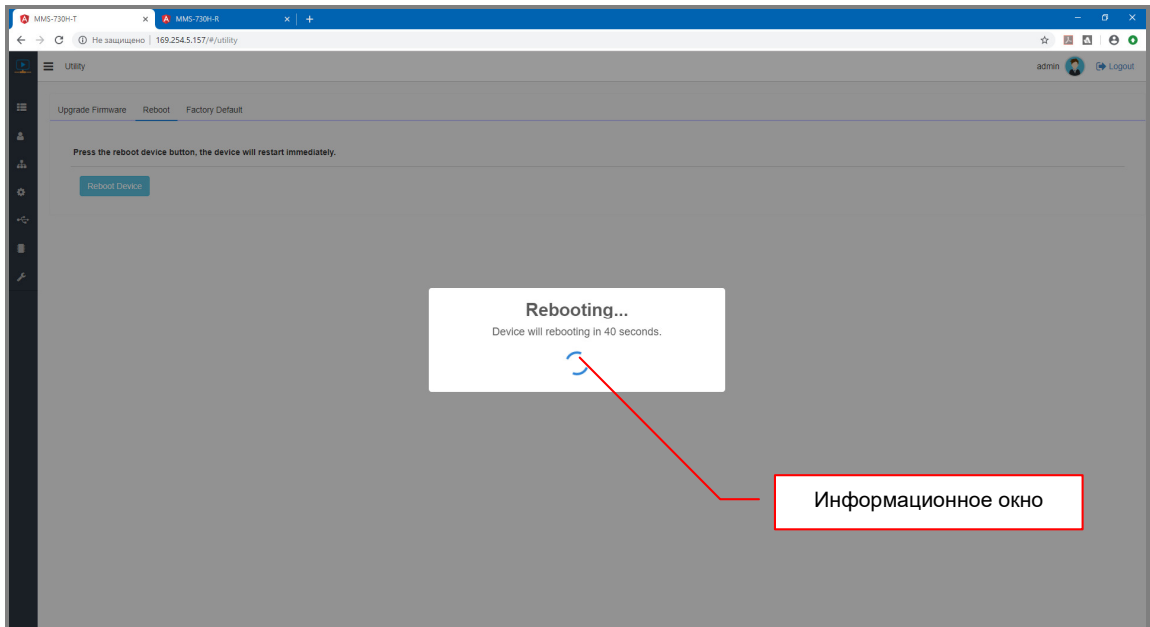 MMS-730H-T
MMS-730H-R
Не защищено | 169.254.5.157/#/utility
Utility
admin
Logout
Upgrade Firmware
Reboot
Factory Default
Press the reboot device button, the device will restart immediately.
Reboot Device
Rebooting...
Device will rebooting in 40 seconds.
Информационное окно